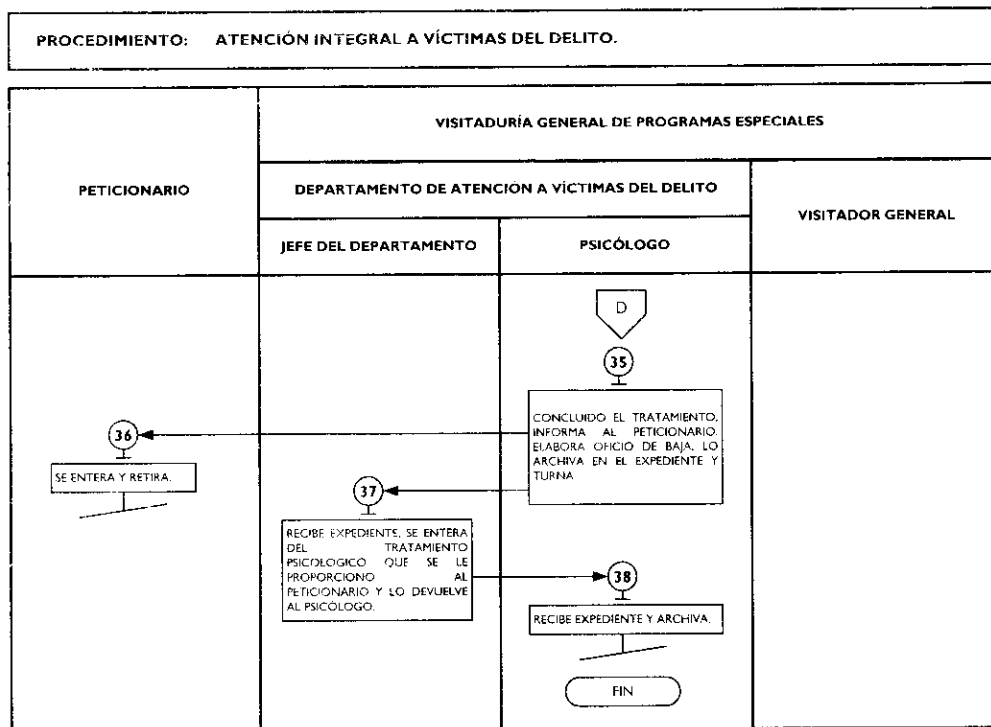 PROCEDIMIENTO: ATENCIÓN INTEGRAL A VÍCTIMAS DEL DELITO.
PETICIONARIO
VISITADURÍA GENERAL DE PROGRAMAS ESPECIALES
DEPARTAMENTO DE ATENCIÓN A VÍCTIMAS DEL DELITO
VISITADOR GENERAL
JEFE DEL DEPARTAMENTO
PSICÓLOGO
D
35
CONCLUIDO EL TRATAMIENTO,
INFORMA AL PETICIONARIO.
ELABORA OFICIO DE BAJA, LO
ARCHIVA EN EL EXPEDIENTE Y
TURNA
36
SE ENTERA Y RETIRA.
37
RECIBE EXPEDIENTE, SE ENTERA
DEL TRATAMIENTO
PSICOLOGICO QUE SE LE
PROPORCIONO AL
PETICIONARIO Y LO DEVUELVE
AL PSICÓLOGO.
38
RECIBE EXPEDIENTE Y ARCHIVA.
FIN